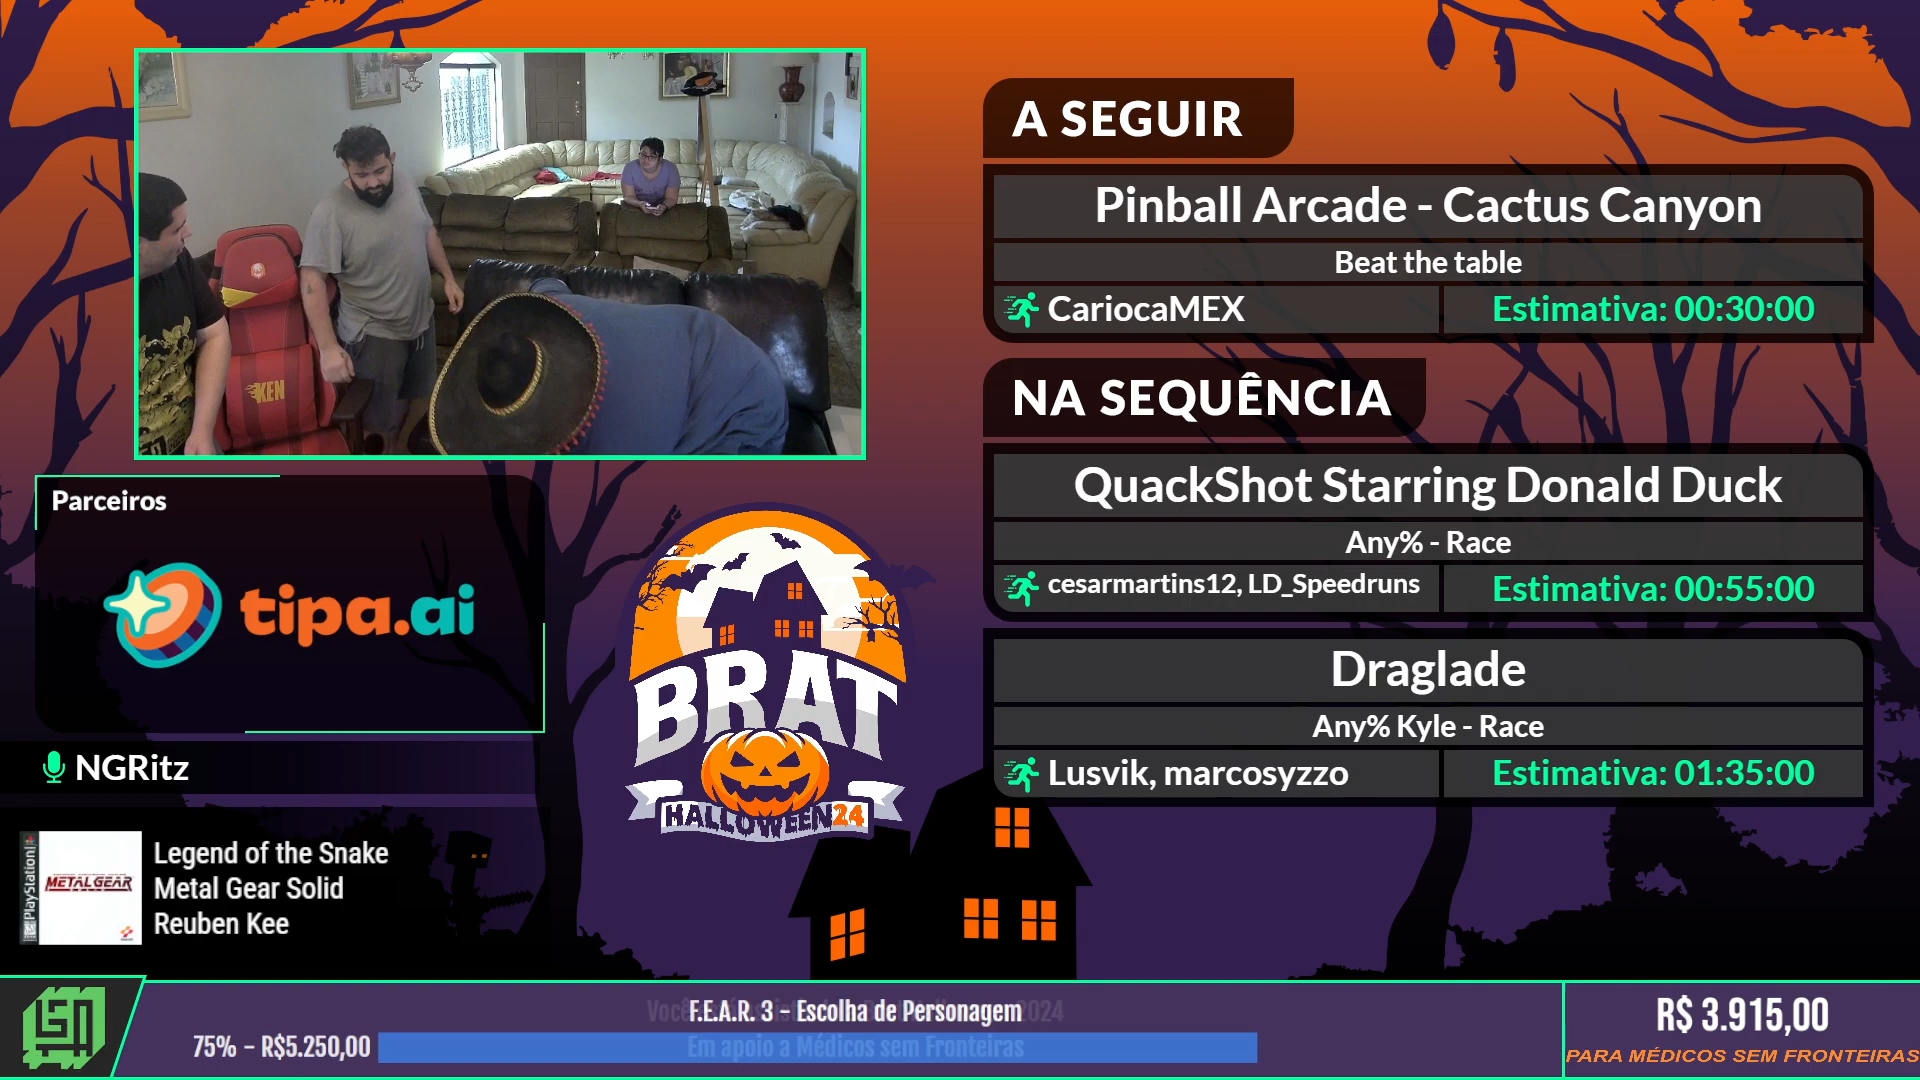 A SEGUIR
Pinball Arcade - Cactus Canyon
Beat the table
CariocaMEX
Estimativa: 00:30:00
NA SEQUÊNCIA
QuackShot Starring Donald Duck
Any% - Race
cesarmartins12, LD_Speedruns
Estimativa: 00:55:00
Draglade
Any% Kyle - Race
Lusvik, marcosyzzo
Estimativa: 01:35:00
KEN
Parceiros
tipa.ai
BRAT
HALLOWEEN24
NGRitz
PlayStation
METAL GEAR
Legend of the Snake
Metal Gear Solid
Reuben Kee
F.E.A.R. 3 - Escolha de Personagem
75% - R$5.250,00
Em apoio a Médicos sem Fronteiras
R$ 3.915,00
PARA MÉDICOS SEM FRONTEIRAS